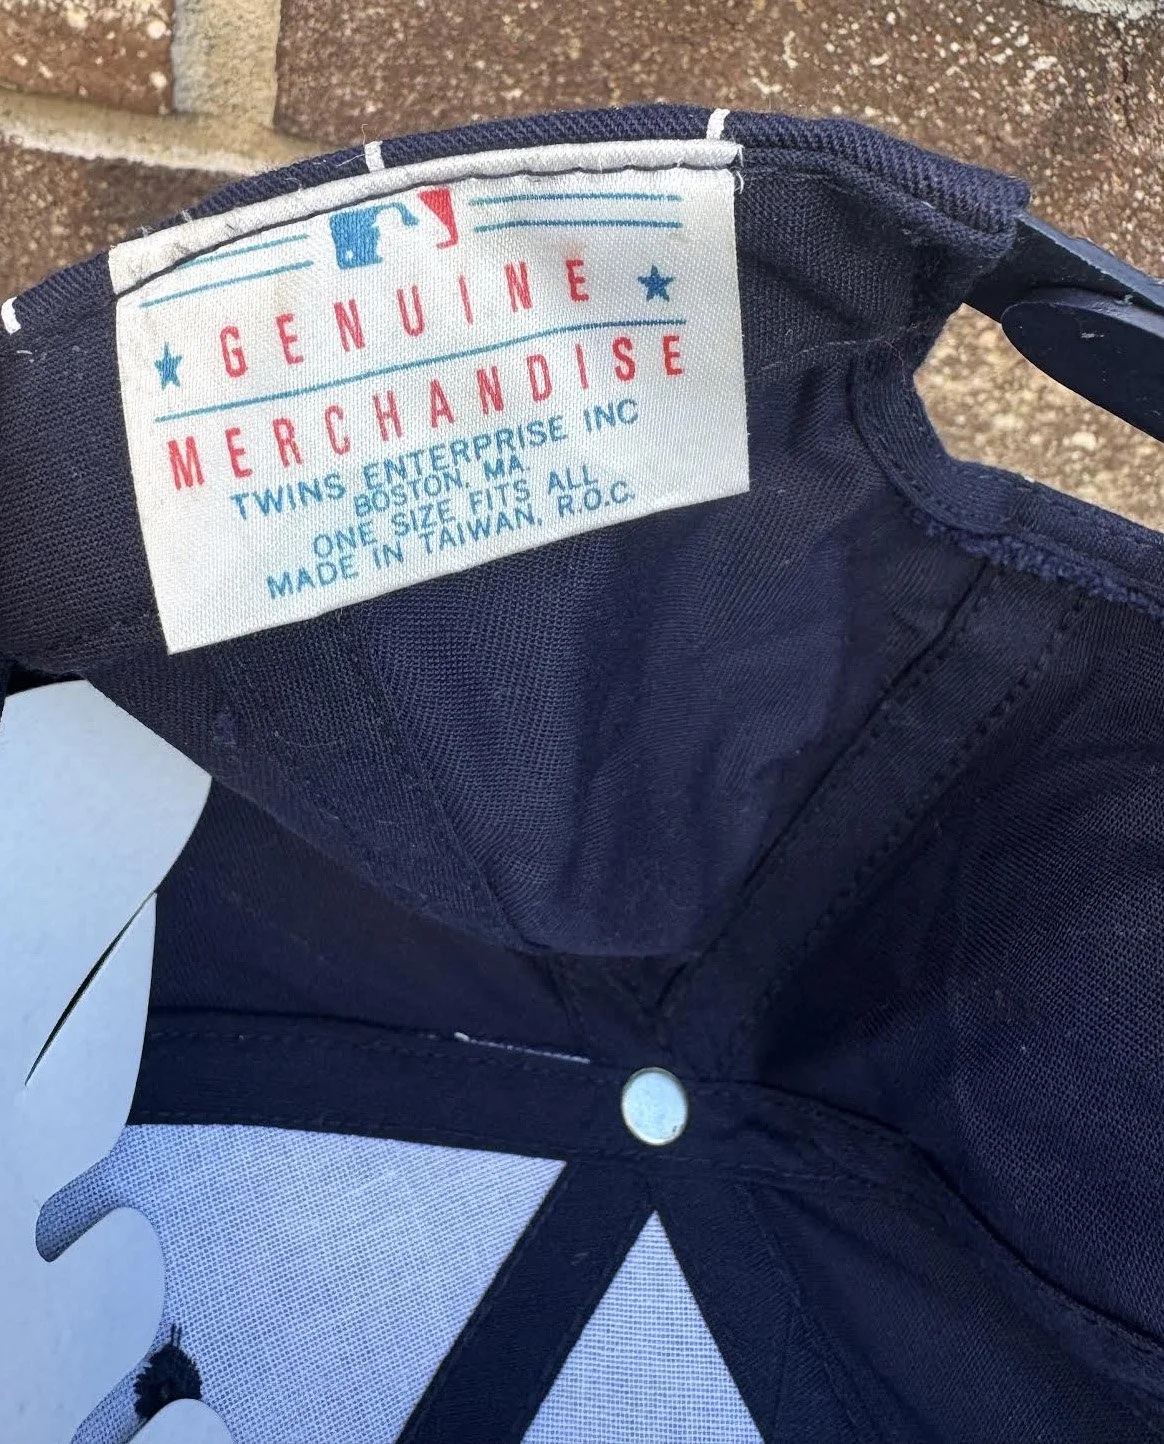 GENUINE
MERCHANDISE
TWINS ENTERPRISE INC
BOSTON, MA.
ONE SIZE FITS ALL
MADE IN TAIWAN, R.O.C.